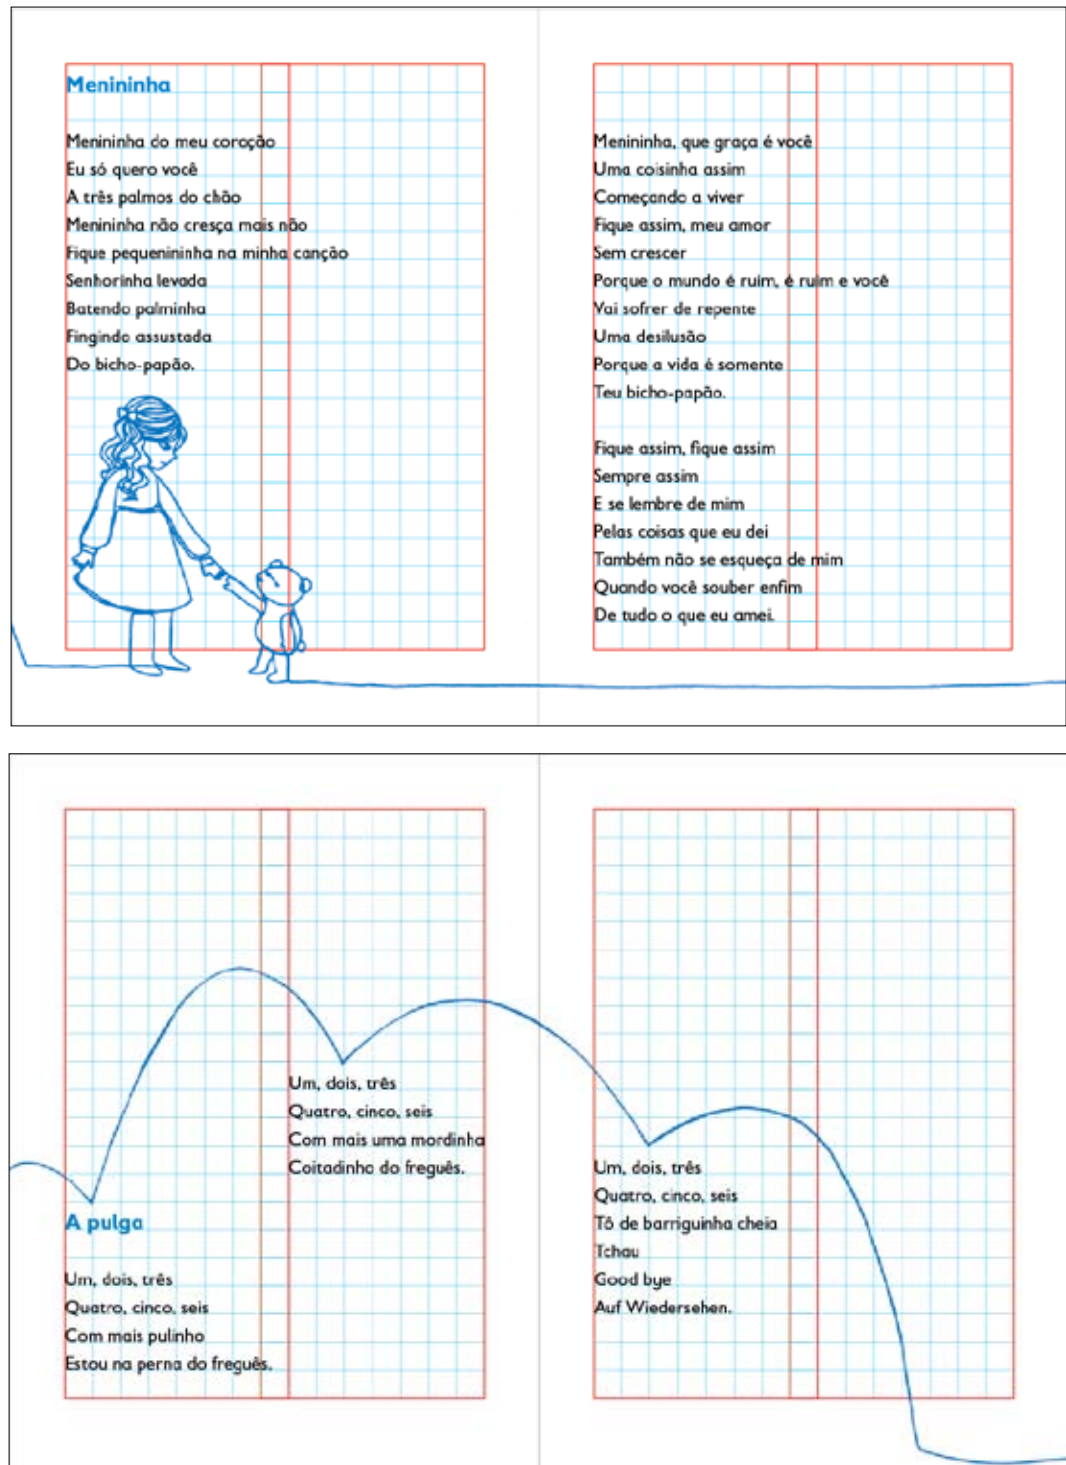 Menininha
Menininha do meu coração
Eu só quero você
A três palmos do chão
Menininha não cresça mais não
Fique pequenininha na minha canção
Senhorinha levada
Batendo palminha
Fingindo assustada
Do bicho-papão.
Menininha, que graça é você
Uma coisinha assim
Começando a viver
Fique assim, meu amor
Sem crescer
Porque o mundo é ruim, é ruim e você
Vai sofrer de repente
Uma desilusão
Porque a vida é somente
Teu bicho-papão.
Fique assim, fique assim
Sempre assim
E se lembre de mim
Pelas coisas que eu dei
Também não se esqueça de mim
Quando você souber enfim
De tudo o que eu amei.
A pulga
Um, dois, três
Quatro, cinco, seis
Com mais pulinho
Estou na perna do freguês.
Um, dois, três
Quatro, cinco, seis
Com mais uma mordinha
Coitadinho do freguês.
Um, dois, três
Quatro, cinco, seis
Tô de barriguinha cheia
Tchau
Good bye
Auf Wiedersehen.